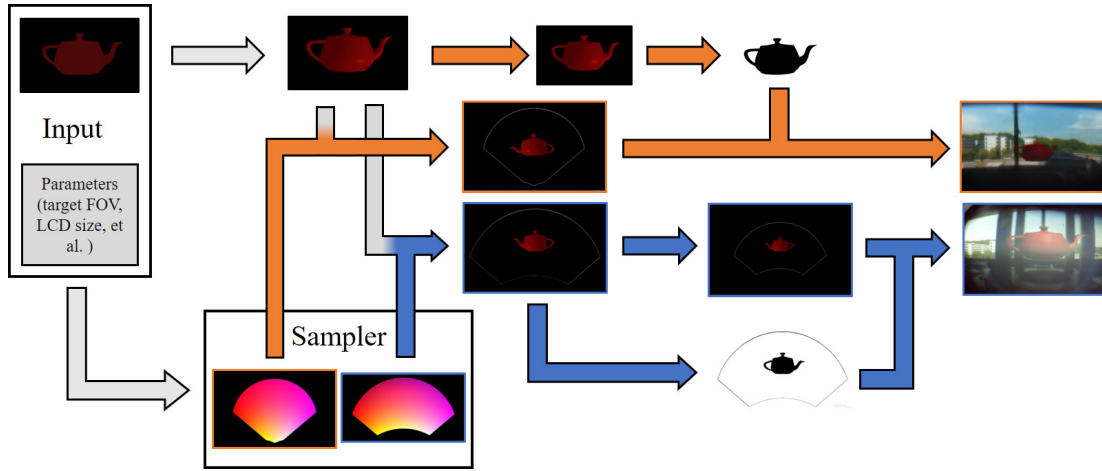 Input
Parameters
(target FOV,
LCD size, et
al. )
Sampler